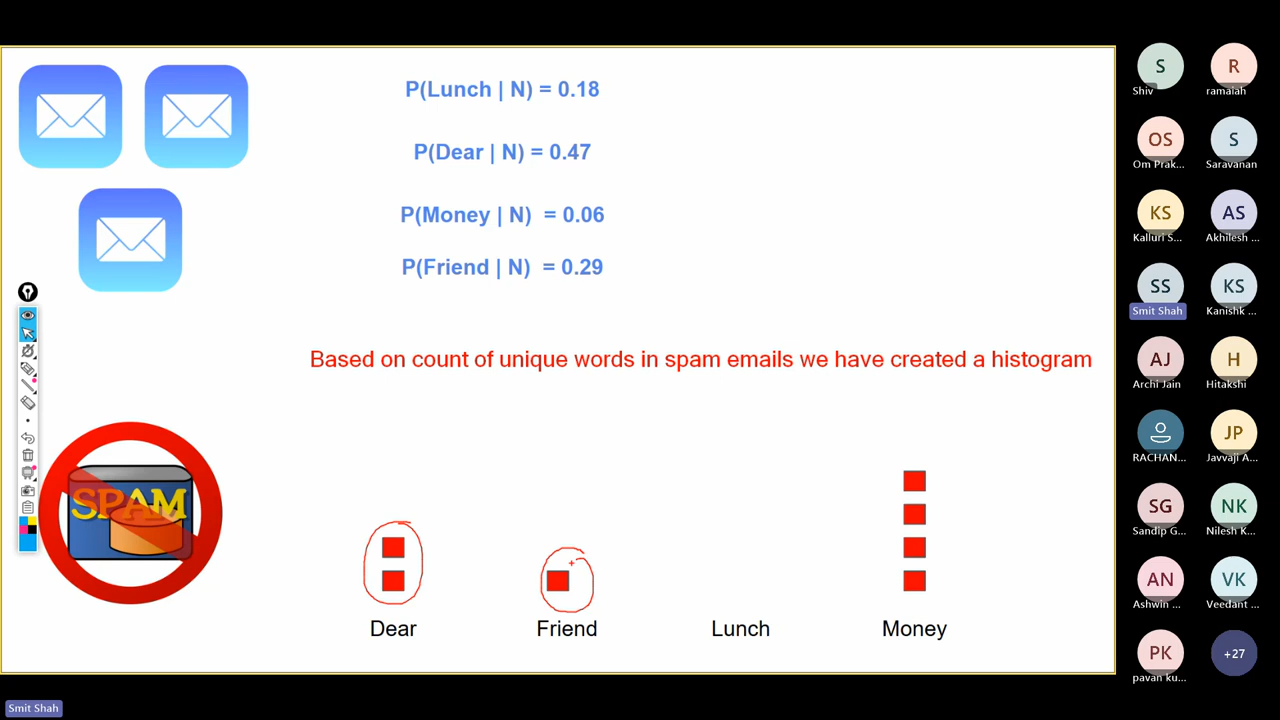 P(Lunch | N) = 0.18
P(Dear | N) = 0.47
P(Money | N) = 0.06
P(Friend | N) = 0.29
Based on count of unique words in spam emails we have created a histogram
SPAM
Dear Friend Lunch Money
S R
Shiv ramaiah
OS S
Om Prak... Saravanan
KS AS
Kalluri S... Akhilesh ...
SS KS
Smit Shah Kanishk ...
AJ H
Archi Jain Hitakshi
JP
RACHAN... Javvaji A...
SG NK
Sandip G... Nilesh K...
AN VK
Ashwin ... Veedant ...
PK +27
pavan ku...
Smit Shah